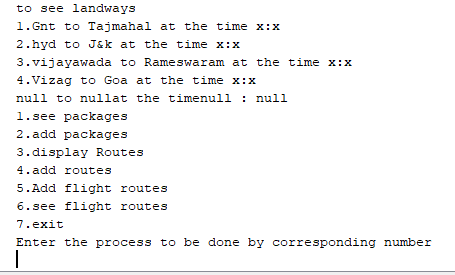 to see landways
1.Gnt to Tajmahal at the time x:x
2.hyd to J&k at the time x:x
3.vijayawada to Rameswaram at the time x:x
4.Vizag to Goa at the time x:x
null to nullat the timenull : null
1.see packages
2.add packages
3.display Routes
4.add routes
5.Add flight routes
6.see flight routes
7.exit
Enter the process to be done by corresponding number